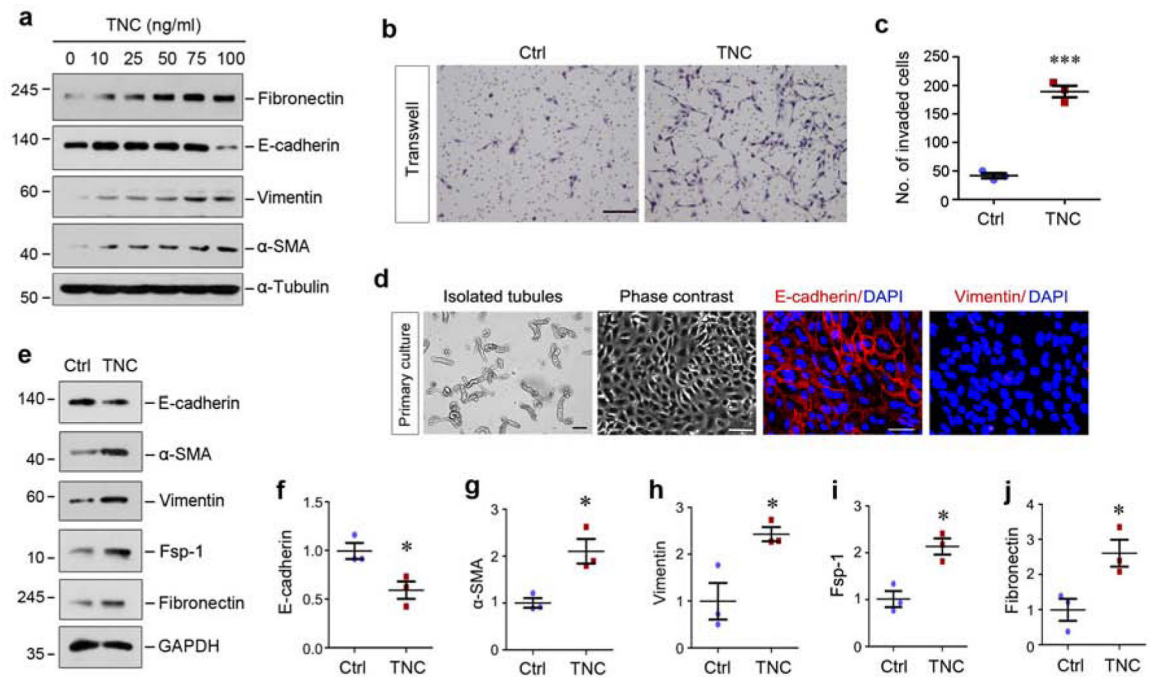 a
TNC (ng/ml)
0 10 25 50 75 100
245 Fibronectin
140 E-cadherin
60 Vimentin
40 α-SMA
50 α-Tubulin
b
Ctrl TNC
Transwell
c
No. of invaded cells
250
200
150
100
50
0
***
Ctrl TNC
d
Isolated tubules Phase contrast E-cadherin/DAPI Vimentin/DAPI
Primary culture
e
Ctrl TNC
140 E-cadherin
40 α-SMA
60 Vimentin
10 Fsp-1
245 Fibronectin
35 GAPDH
f
E-cadherin
1.5
1.0
0.5
0.0
*
Ctrl TNC
g
α-SMA
3
2
1
0
*
Ctrl TNC
h
Vimentin
3
2
1
0
*
Ctrl TNC
i
Fsp-1
3
2
1
0
*
Ctrl TNC
j
Fibronectin
4
3
2
1
0
*
Ctrl TNC